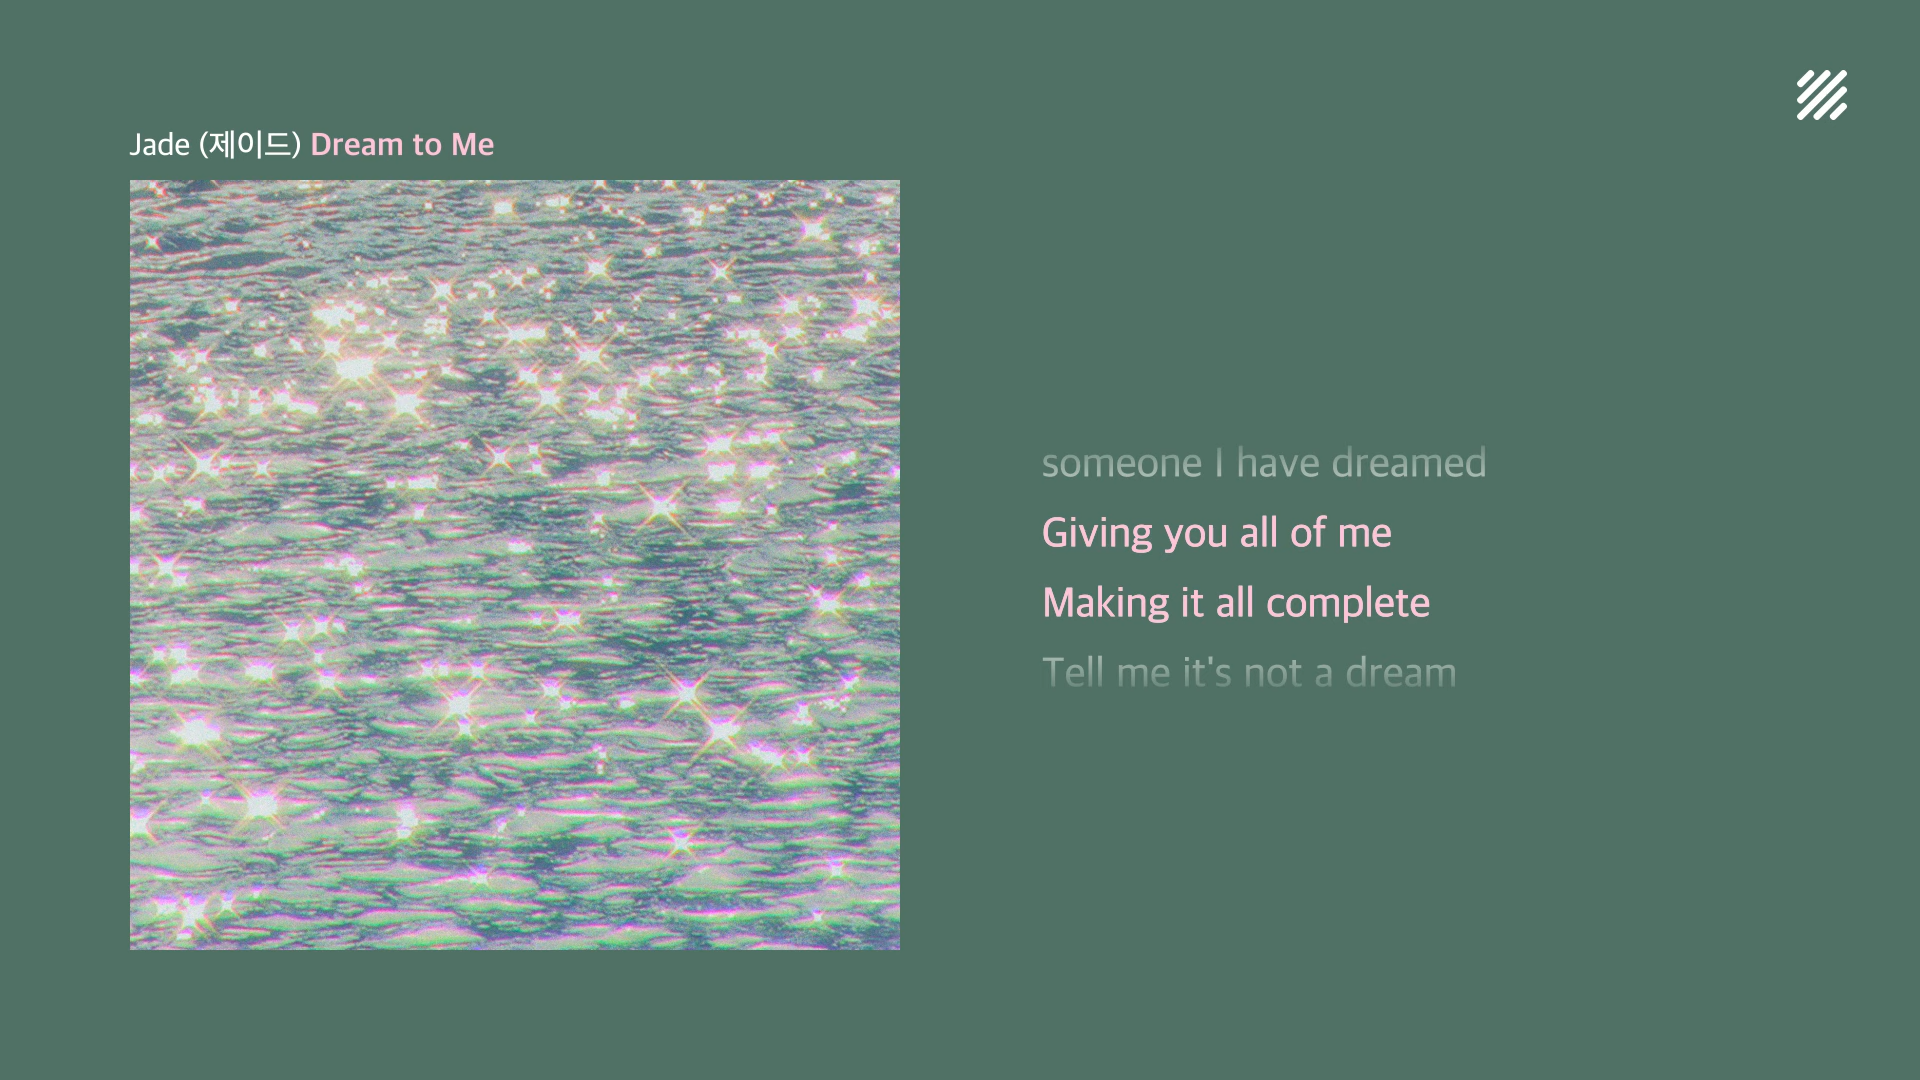 Jade (제이드) Dream to Me
someone I have dreamed
Giving you all of me
Making it all complete
Tell me it's not a dream